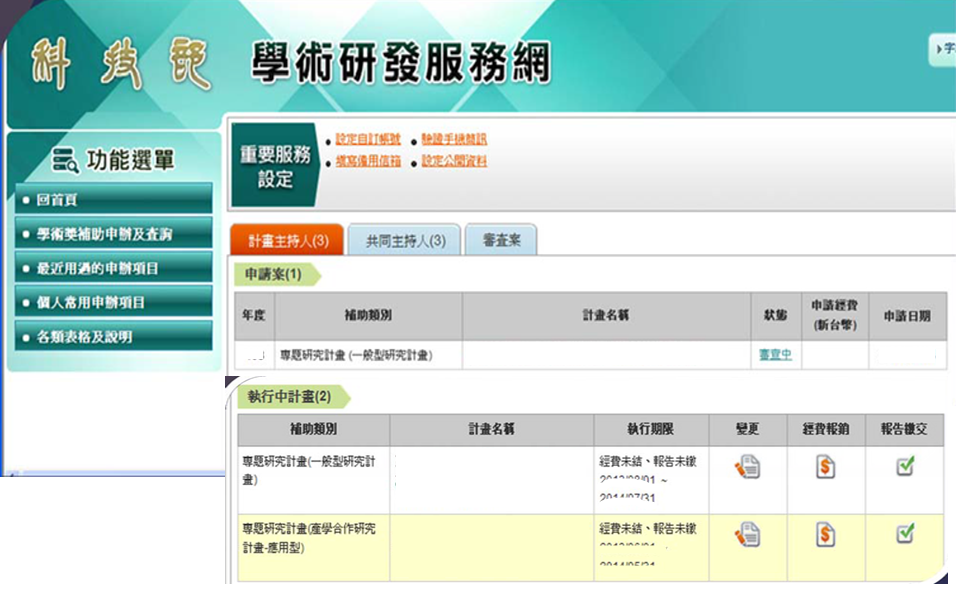 科技部 學術研發服務網
字
功能選單
回首頁
學術獎補助申辦及查詢
最近用過的申辦項目
個人常用申辦項目
各類表格及說明
重要服務
設定
設定自訂帳號 驗證手機簡訊
填寫備用信箱 設定公開資料
計畫主持人(3) 共同主持人(3) 審查案
申請案(1)
年度 補助類別 計畫名稱 狀態 申請經費 申請日期
(新台幣)
專題研究計畫 (一般型研究計畫) 審查中
執行中計畫(2)
補助類別 計畫名稱 執行期限 變更 經費報銷 報告繳交
專題研究計畫(一般型研究計 經費未結、報告未繳
畫)
2014/07/31
專題研究計畫(產學合作研究 經費未結、報告未繳
計畫-應用型)
2014/05/31